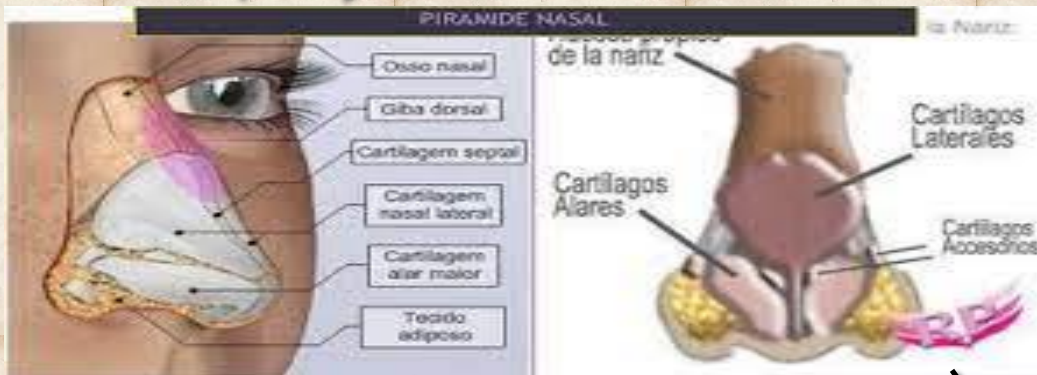 PIRAMIDE NASAL
la Nariz:
Osso nasal
Giba dorsal
Cartilagem septal
Cartilagem
nasal lateral
Cartilagem
alar maior
Tecido
adiposo
de la nariz
Cartílagos
Laterales
Cartílagos
Alares
Cartílagos
Accesorios